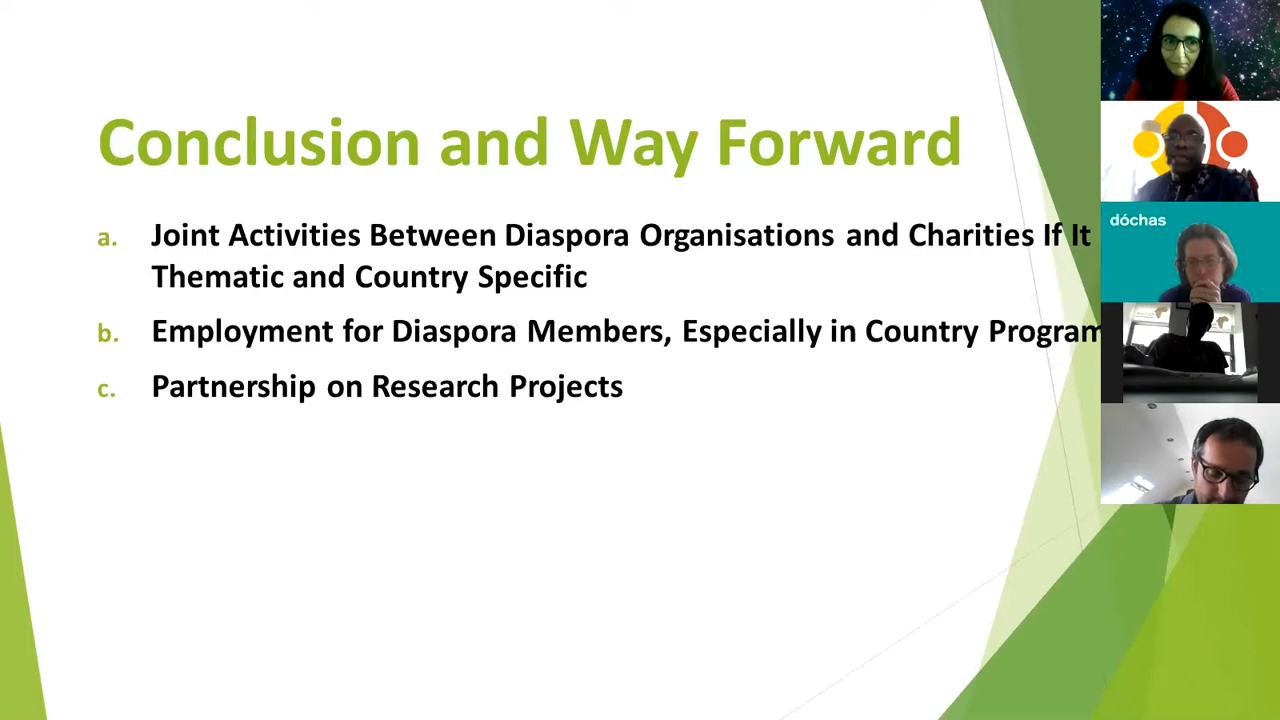 Conclusion and Way Forward
a. Joint Activities Between Diaspora Organisations and Charities If It
Thematic and Country Specific
b. Employment for Diaspora Members, Especially in Country Program
c. Partnership on Research Projects
dóchas